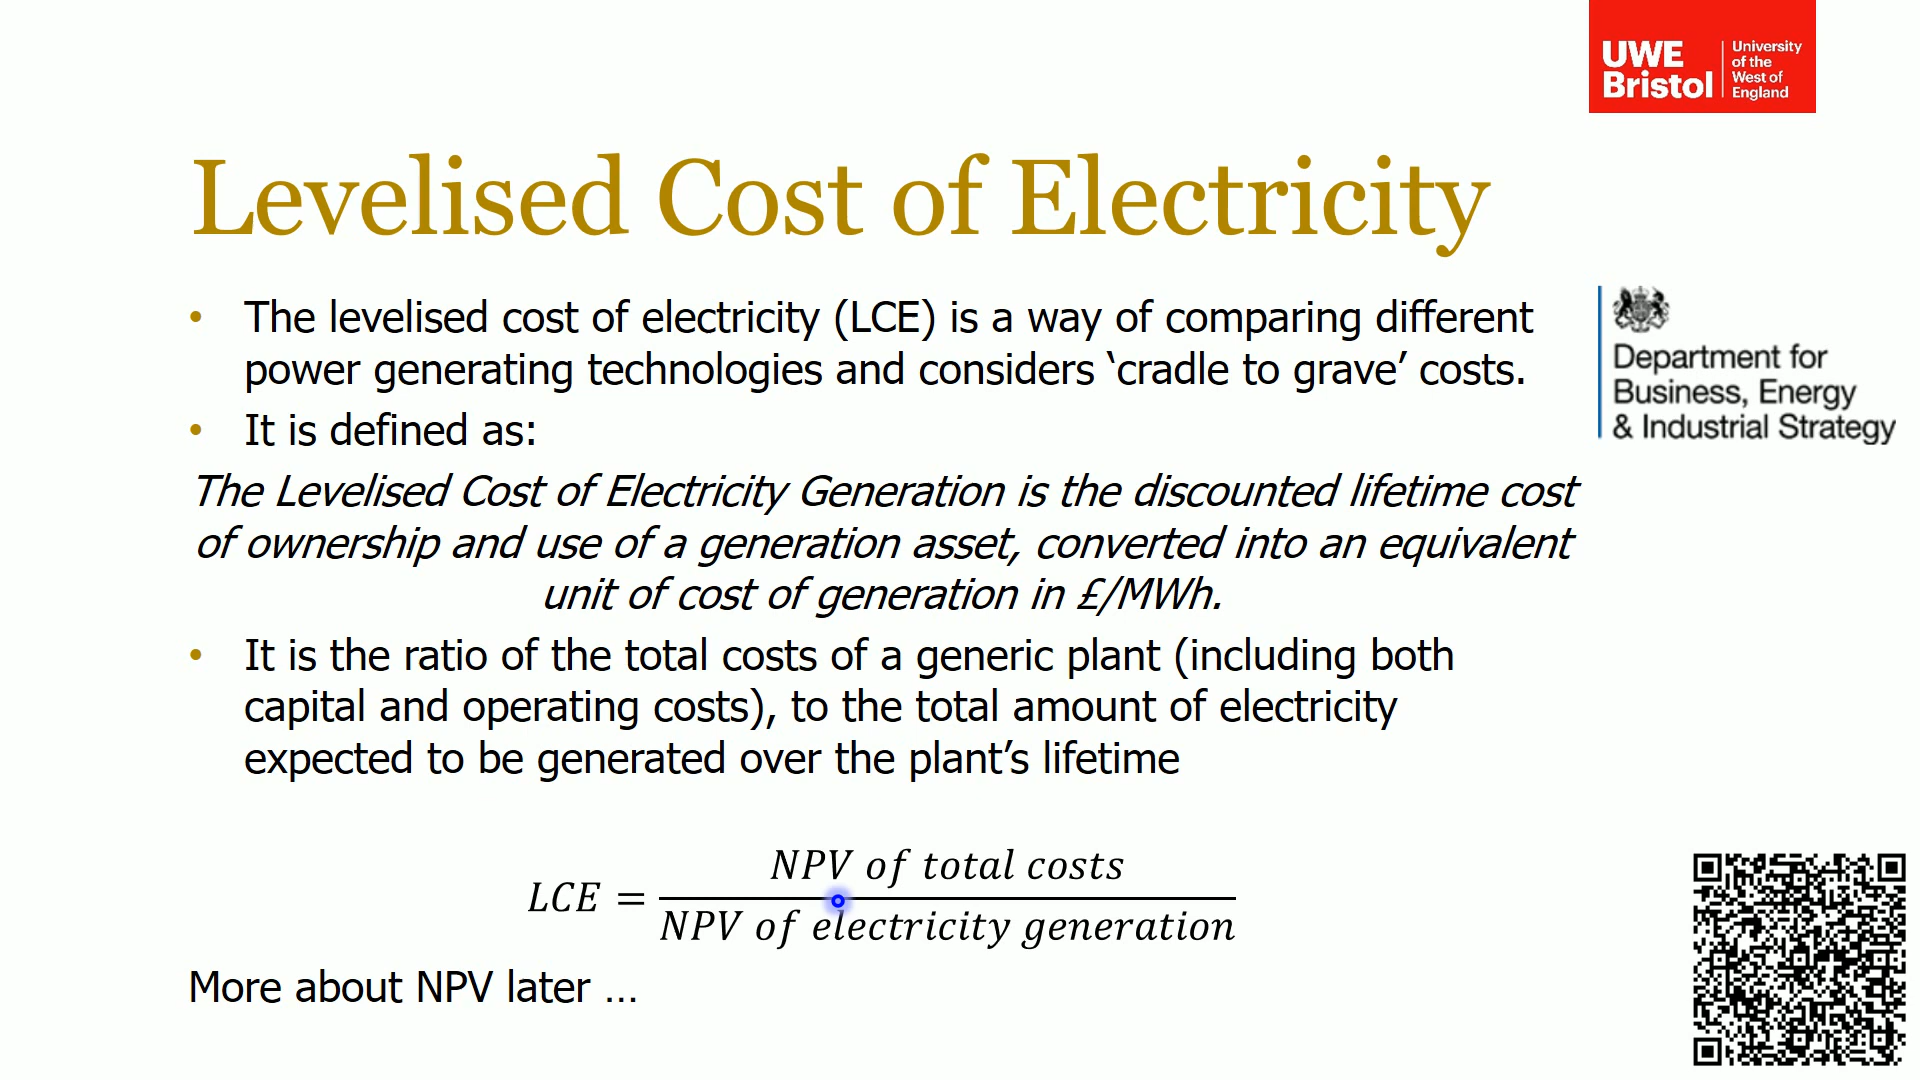 UWE
Bristol
University
of the
West of
England
Levelised Cost of Electricity
• The levelised cost of electricity (LCE) is a way of comparing different
power generating technologies and considers ‘cradle to grave’ costs.
• It is defined as:
The Levelised Cost of Electricity Generation is the discounted lifetime cost
of ownership and use of a generation asset, converted into an equivalent
unit of cost of generation in £/MWh.
• It is the ratio of the total costs of a generic plant (including both
capital and operating costs), to the total amount of electricity
expected to be generated over the plant’s lifetime
Department for
Business, Energy
& Industrial Strategy
NPV of total costs
LCE =
NPV of electricity generation
More about NPV later …